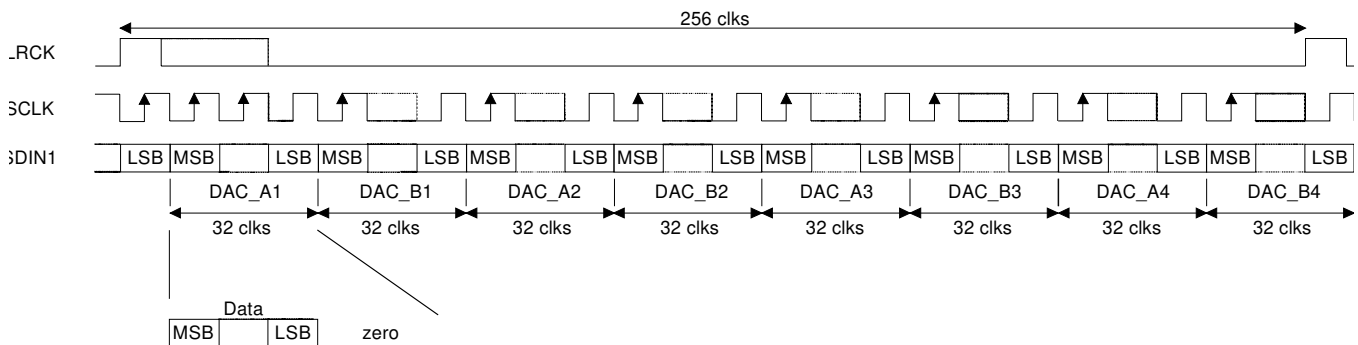 256 clks
LRCK
SCLK
SDIN1 LSB MSB LSB MSB LSB MSB LSB MSB LSB MSB LSB MSB LSB MSB LSB MSB LSB
DAC_A1 DAC_B1 DAC_A2 DAC_B2 DAC_A3 DAC_B3 DAC_A4 DAC_B4
32 clks 32 clks 32 clks 32 clks 32 clks 32 clks 32 clks 32 clks
Data
MSB LSB zero